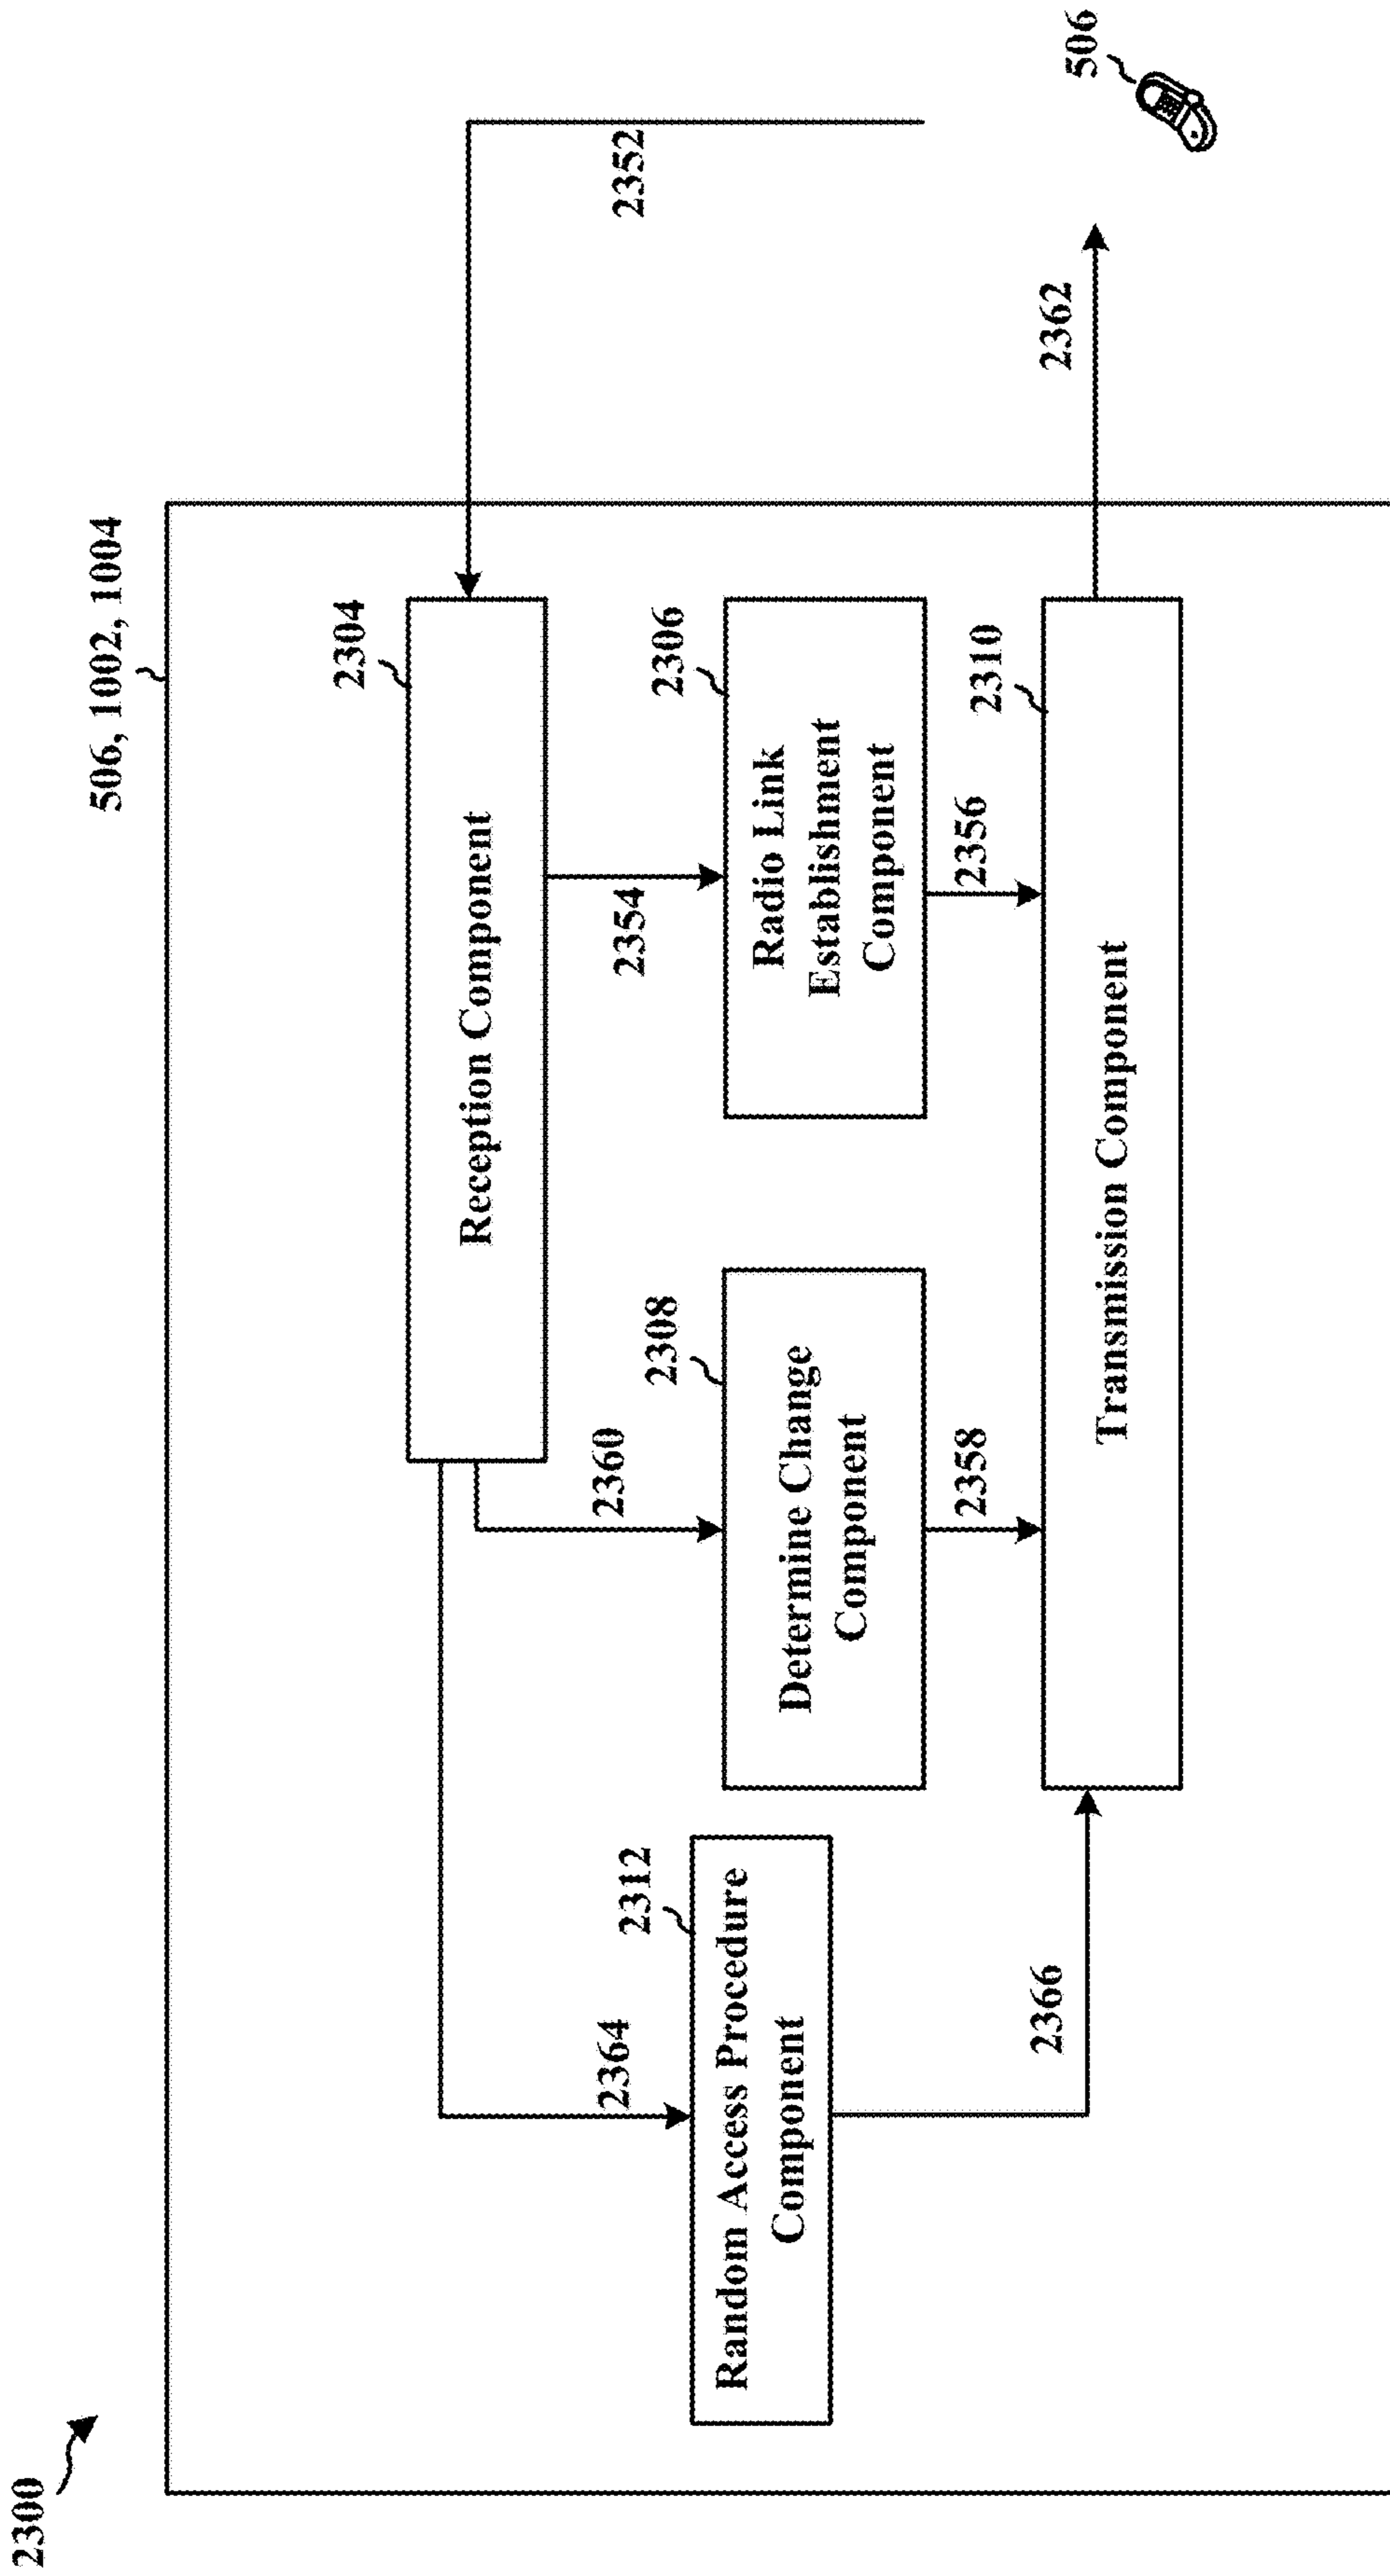 2300
506, 1002, 1004
2304
Reception Component
2352
506
2364
2360
2354
2312
Random Access Procedure
Component
2308
Determine Change
Component
2306
Radio Link
Establishment
Component
2358
2356
2310
2366
Transmission Component
2362